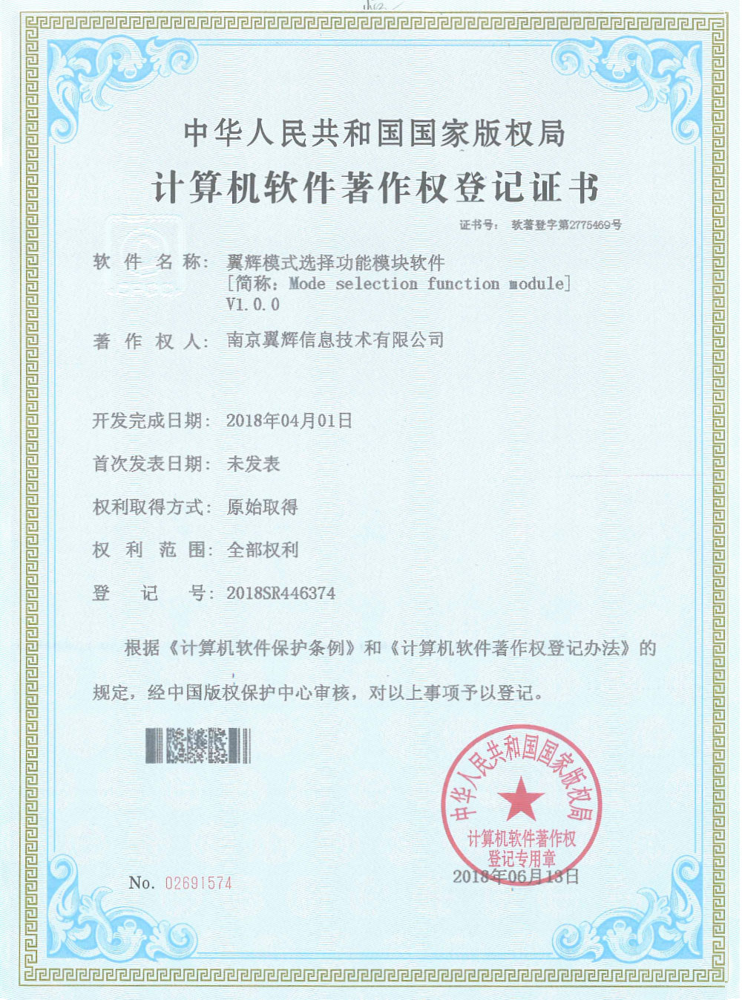 中华人民共和国国家版权局
计算机软件著作权登记证书
证书号： 软著登字第2775469号
软件名称： 翼辉模式选择功能模块软件
[简称：Mode selection function module]
V1.0.0
著作权人： 南京翼辉信息技术有限公司
开发完成日期： 2018年04月01日
首次发表日期： 未发表
权利取得方式： 原始取得
权利范围： 全部权利
登记号： 2018SR446374
根据《计算机软件保护条例》和《计算机软件著作权登记办法》的
规定，经中国版权保护中心审核，对以上事项予以登记。
中华人民共和国国家版权局
计算机软件著作权
登记专用章
2018年06月13日
No. 02691574